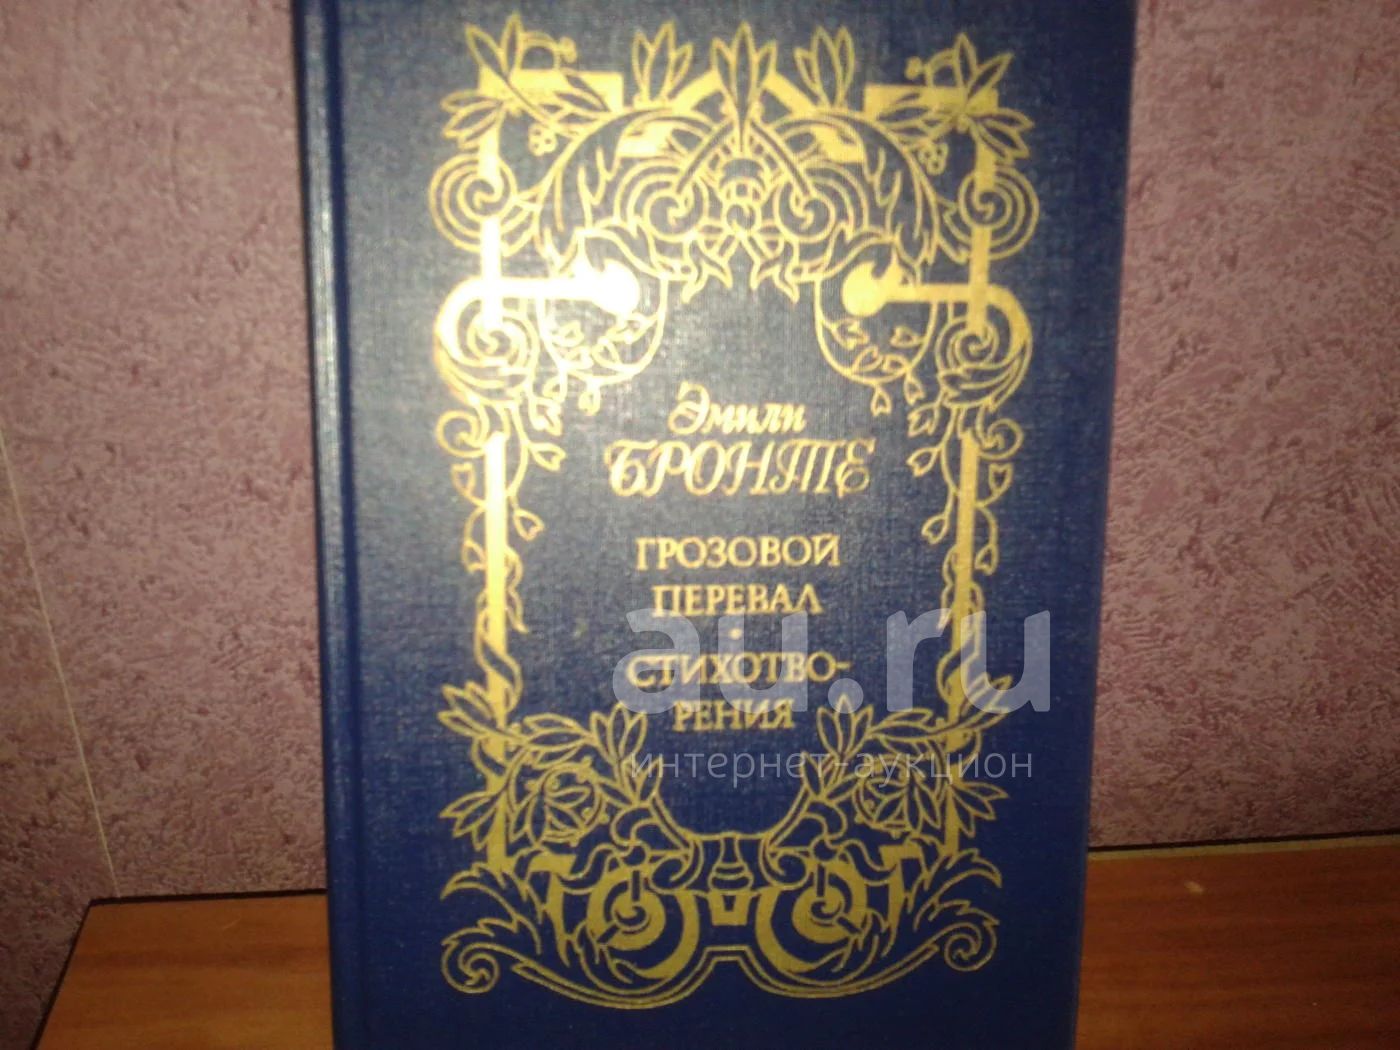 Эмили
БРОНТЕ
ГРОЗОВОЙ
ПЕРЕВАЛ
•
СТИХОТВО-
РЕНИЯ
au.ru
интернет-аукцион